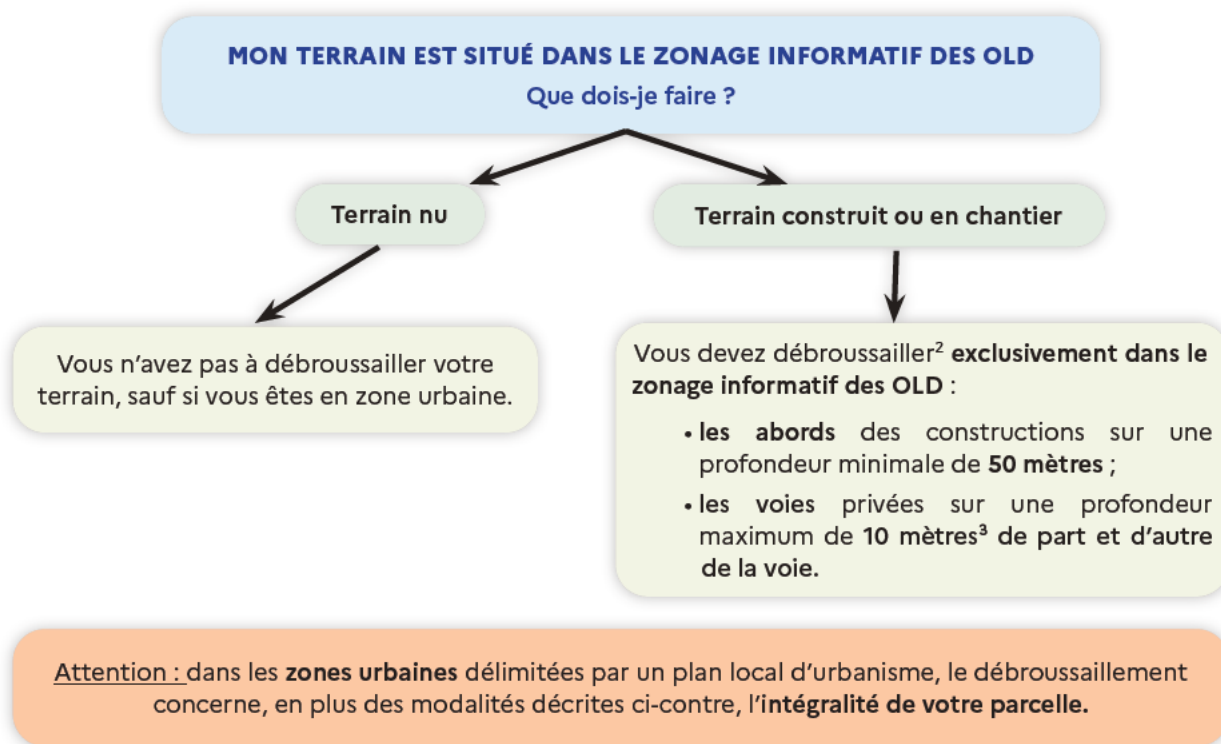 MON TERRAIN EST SITUÉ DANS LE ZONAGE INFORMATIF DES OLD
Que dois-je faire ?
Terrain nu
Terrain construit ou en chantier
Vous n'avez pas à débroussailler votre
terrain, sauf si vous êtes en zone urbaine.
Vous devez débroussailler² exclusivement dans le
zonage informatif des OLD :
• les abords des constructions sur une
profondeur minimale de 50 mètres ;
• les voies privées sur une profondeur
maximum de 10 mètres³ de part et d'autre
de la voie.
Attention : dans les zones urbaines délimitées par un plan local d'urbanisme, le débroussaillement
concerne, en plus des modalités décrites ci-contre, l'intégralité de votre parcelle.